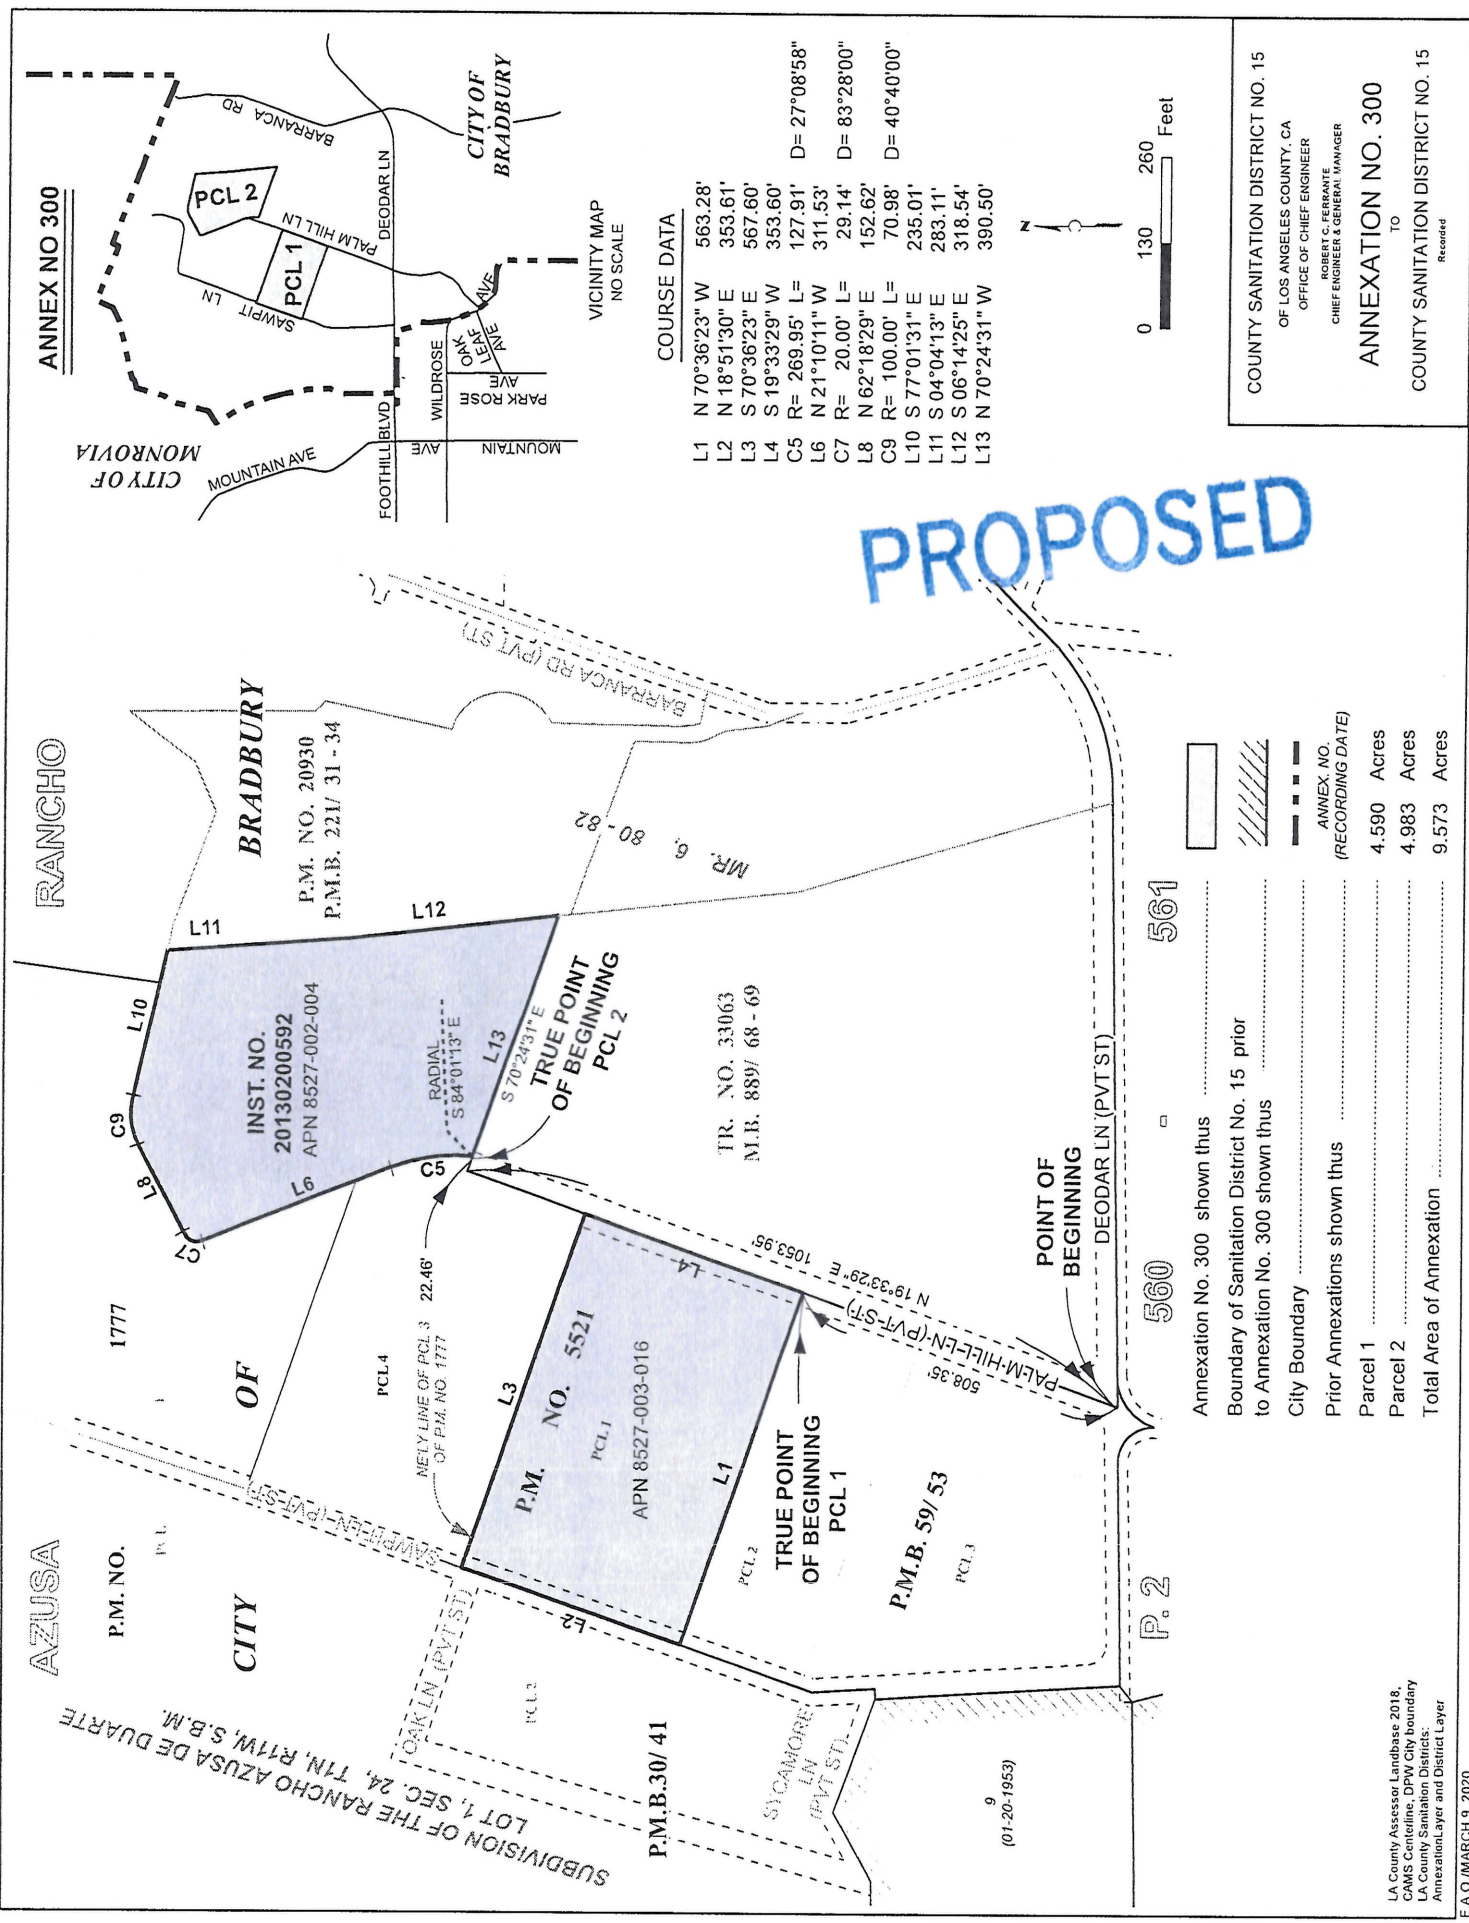 ANNEX NO 300
CITY OF
MONROVIA
MOUNTAIN AVE
FOOTHILL BLVD
WILDROSE
AVE
MOUNTAIN
OAK
LEAF
AVE
PARK ROSE
AVE
AVE
SAWPIT
LN
PCL 1
PCL 2
PALM HILL LN
DEODAR LN
BARRANCA RD
CITY OF
BRADBURY
VICINITY MAP
NO SCALE
COURSE DATA
L1 N 70°36'23" W 563.28'
L2 N 18°51'30" E 353.61'
L3 S 70°36'23" E 567.60'
L4 S 19°33'29" W 353.60'
C5 R= 269.95' L= 127.91' D= 27°08'58"
L6 N 21°10'11" W 311.53'
C7 R= 20.00' L= 29.14' D= 83°28'00"
L8 N 62°18'29" E 152.62'
C9 R= 100.00' L= 70.98' D= 40°40'00"
L10 S 77°01'31" E 235.01'
L11 S 04°04'13" E 283.11'
L12 S 06°14'25" E 318.54'
L13 N 70°24'31" W 390.50'
N
0 130 260
Feet
COUNTY SANITATION DISTRICT NO. 15
OF LOS ANGELES COUNTY, CA
OFFICE OF CHIEF ENGINEER
ROBERT C. FERRANTE
CHIEF ENGINEER & GENERAL MANAGER
ANNEXATION NO. 300
TO
COUNTY SANITATION DISTRICT NO. 15
Recorded
PROPOSED
AZUSA
RANCHO
P.M. NO.
1777
CITY
OF
BRADBURY
P.M. NO. 20930
P.M.B. 221/ 31 - 34
SUBDIVISION OF THE RANCHO AZUSA DE DUARTE
LOT 1, SEC. 24, T1N, R11W, S.B.M.
INST. NO.
20130200592
APN 8527-002-004
L10
L11
L12
L13
S 70°24'31" E
C9
L8
C7
L6
C5
RADIAL
S 84°01'13" E
TRUE POINT
OF BEGINNING
PCL 2
22.46'
NE'LY LINE OF PCL 3
OF P.M. NO. 1777
PCL 4
SAWPIT LN (PVT ST)
OAK LN (PVT ST)
PCL 2
P.M.B.30/ 41
SYCAMORE
LN
(PVT ST)
9
(01-20-1953)
P.M. NO. 5521
PCL 1
APN 8527-003-016
L1
L2
L3
L4
TRUE POINT
OF BEGINNING
PCL 1
PCL 2
P.M.B. 59/ 53
PCL 3
N 19°33'29" E 1053.95'
PALM HILL LN (PVT ST)
508.35'
TR. NO. 33063
M.B. 889/ 68 - 69
MR. 6, 80 - 82
BARRANCA RD (PVT ST)
POINT OF
BEGINNING
DEODAR LN (PVT ST)
P. 2 560 - 561
Annexation No. 300 shown thus
Boundary of Sanitation District No. 15 prior
to Annexation No. 300 shown thus
City Boundary
Prior Annexations shown thus
ANNEX. NO.
(RECORDING DATE)
Parcel 1 4.590 Acres
Parcel 2 4.983 Acres
Total Area of Annexation 9.573 Acres
LA County Assessor Landbase 2018,
CAMS Centerline, DPW City boundary
LA County Sanitation Districts:
AnnexationLayer and District Layer
F.A.O./MARCH 9, 2020